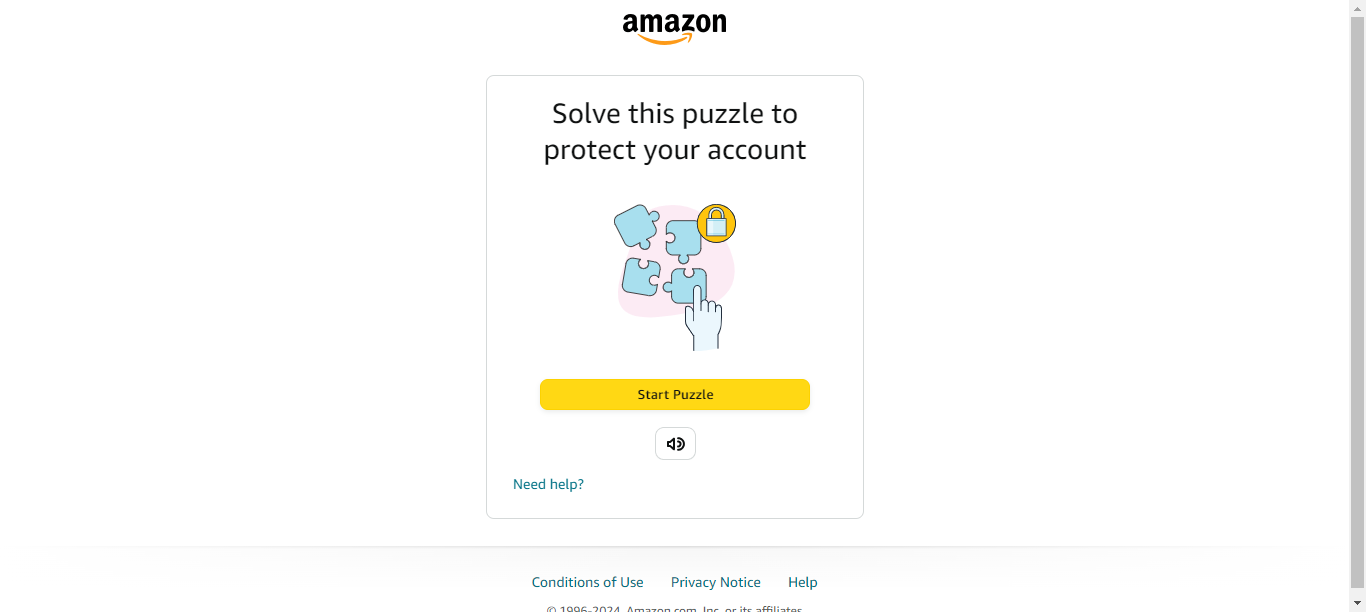 amazon
Solve this puzzle to
protect your account
Start Puzzle
Need help?
Conditions of Use Privacy Notice Help
© 1996-2024, Amazon.com, Inc. or its affiliates